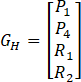 G_H = [P_1
P_4
R_1
R_2]